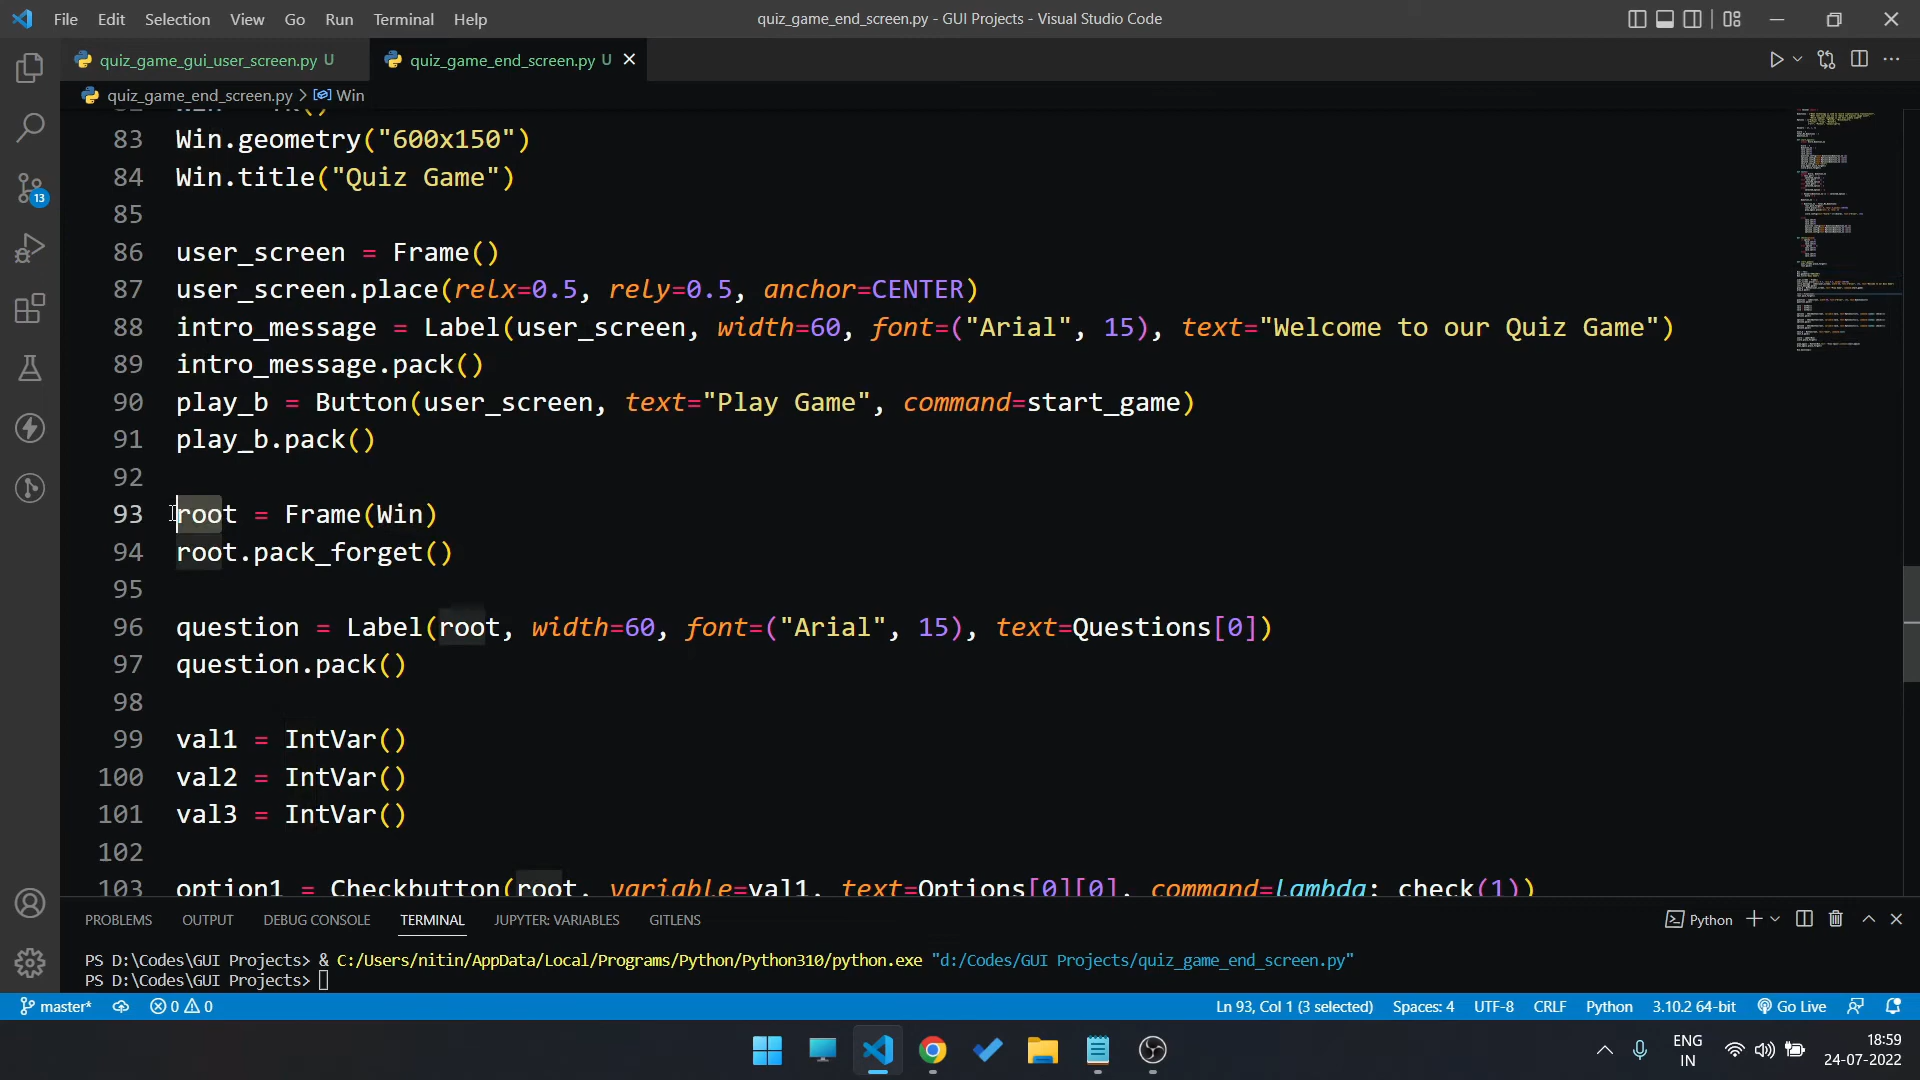 File Edit Selection View Go Run Terminal Help
quiz_game_end_screen.py - GUI Projects - Visual Studio Code
quiz_game_gui_user_screen.py U
quiz_game_end_screen.py U
quiz_game_end_screen.py > Win
83 Win.geometry("600x150")
84 Win.title("Quiz Game")
85
86 user_screen = Frame()
87 user_screen.place(relx=0.5, rely=0.5, anchor=CENTER)
88 intro_message = Label(user_screen, width=60, font=("Arial", 15), text="Welcome to our Quiz Game")
89 intro_message.pack()
90 play_b = Button(user_screen, text="Play Game", command=start_game)
91 play_b.pack()
92
93 root = Frame(Win)
94 root.pack_forget()
95
96 question = Label(root, width=60, font=("Arial", 15), text=Questions[0])
97 question.pack()
98
99 val1 = IntVar()
100 val2 = IntVar()
101 val3 = IntVar()
102
103 option1 = Checkbutton(root, variable=val1, text=Options[0][0], command=lambda: check(1))
13
PROBLEMS OUTPUT DEBUG CONSOLE TERMINAL JUPYTER: VARIABLES GITLENS
Python
PS D:\Codes\GUI Projects> & C:/Users/nitin/AppData/Local/Programs/Python/Python310/python.exe "d:/Codes/GUI Projects/quiz_game_end_screen.py"
PS D:\Codes\GUI Projects>
master* 0 0 Ln 93, Col 1 (3 selected) Spaces: 4 UTF-8 CRLF Python 3.10.2 64-bit Go Live
ENG
IN
18:59
24-07-2022